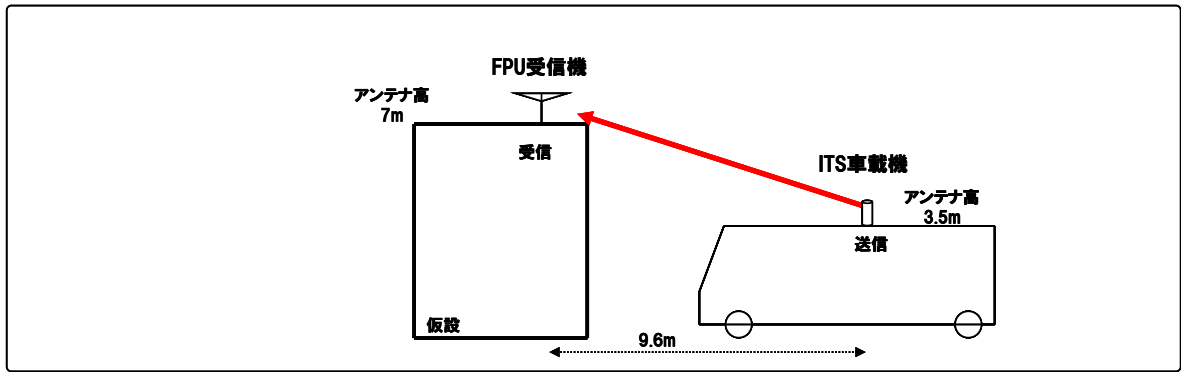 FPU受信機
アンテナ高
7m
受信
ITS車載機
アンテナ高
3.5m
送信
仮設
9.6m